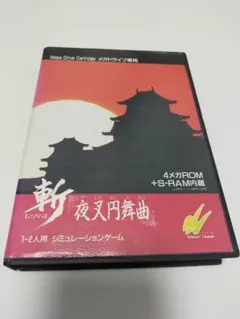 Mega Drive Cartridge メガドライブ専用
4メガROM
+S-RAM内蔵
斬
夜叉円舞曲
1-2人用 シミュレーションゲーム